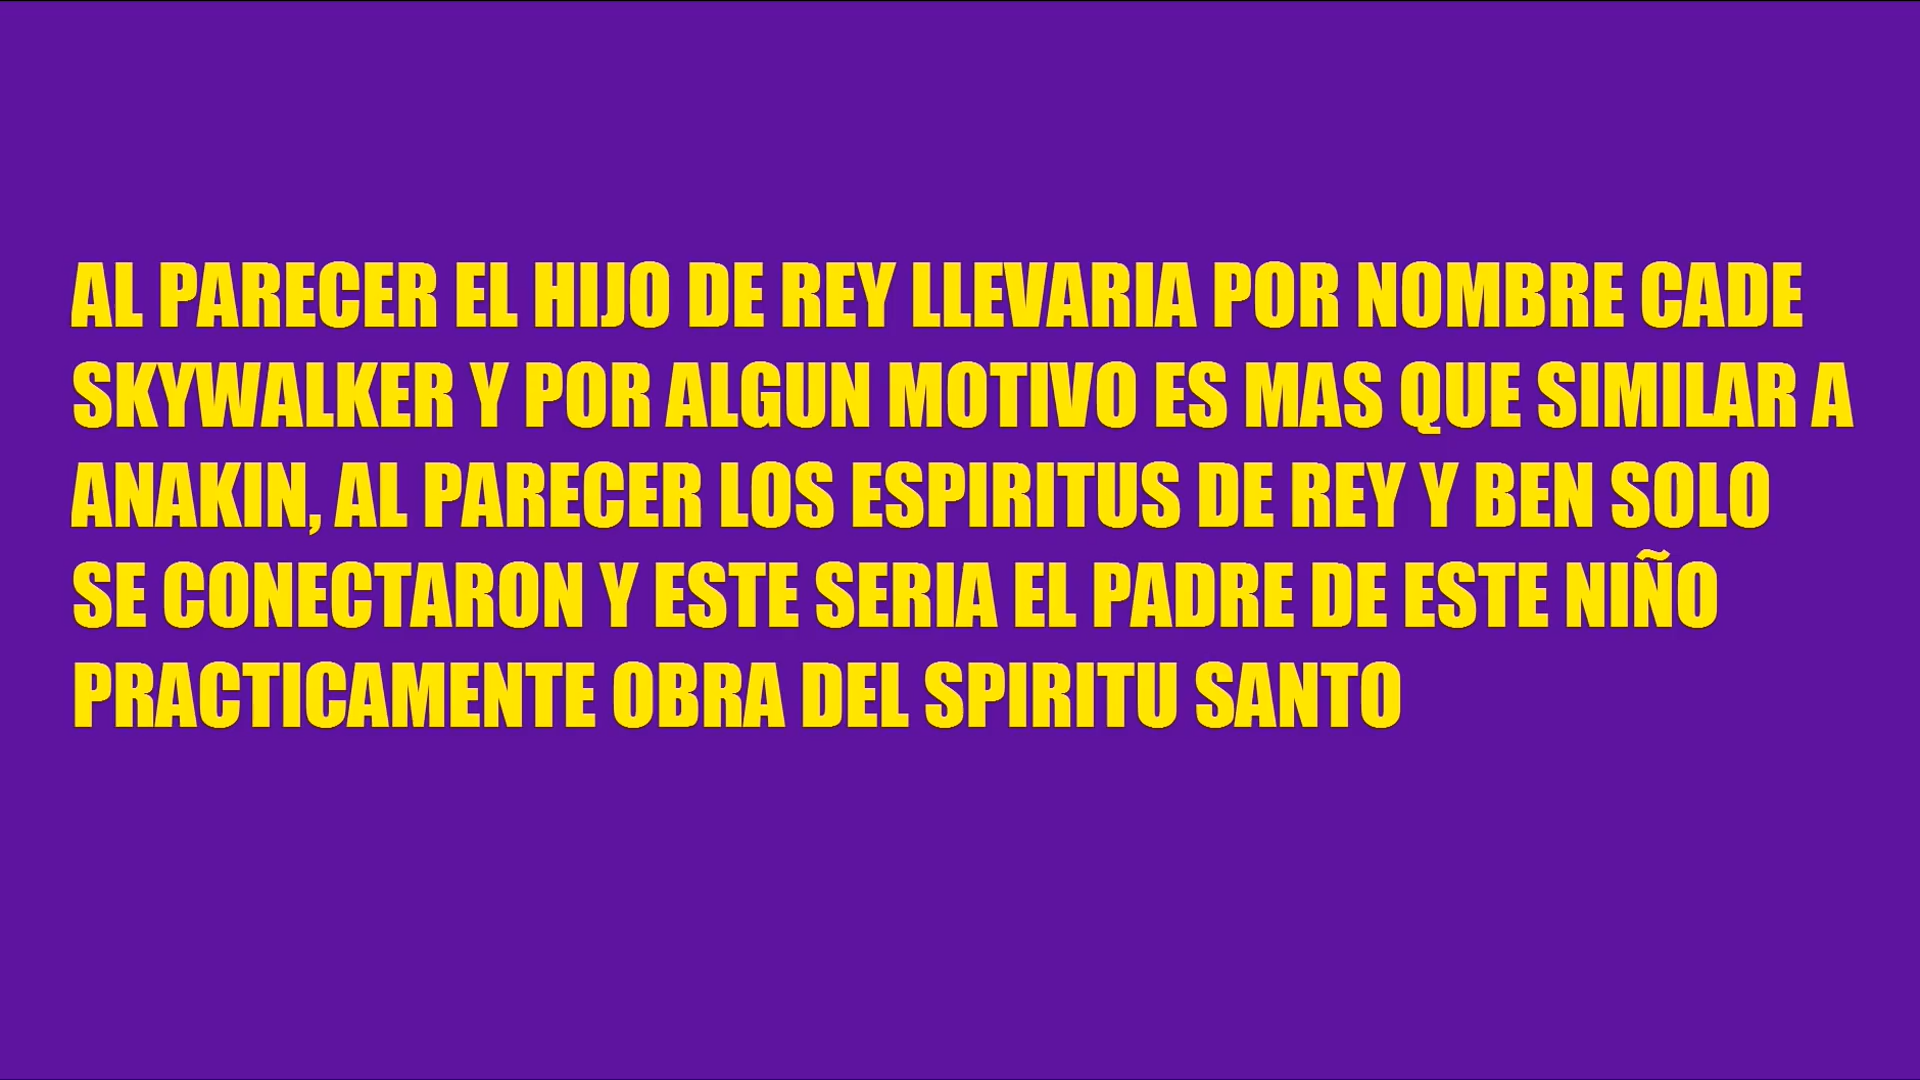 AL PARECER EL HIJO DE REY LLEVARIA POR NOMBRE CADE
SKYWALKER Y POR ALGUN MOTIVO ES MAS QUE SIMILAR A
ANAKIN, AL PARECER LOS ESPIRITUS DE REY Y BEN SOLO
SE CONECTARON Y ESTE SERIA EL PADRE DE ESTE NIÑO
PRACTICAMENTE OBRA DEL SPIRITU SANTO